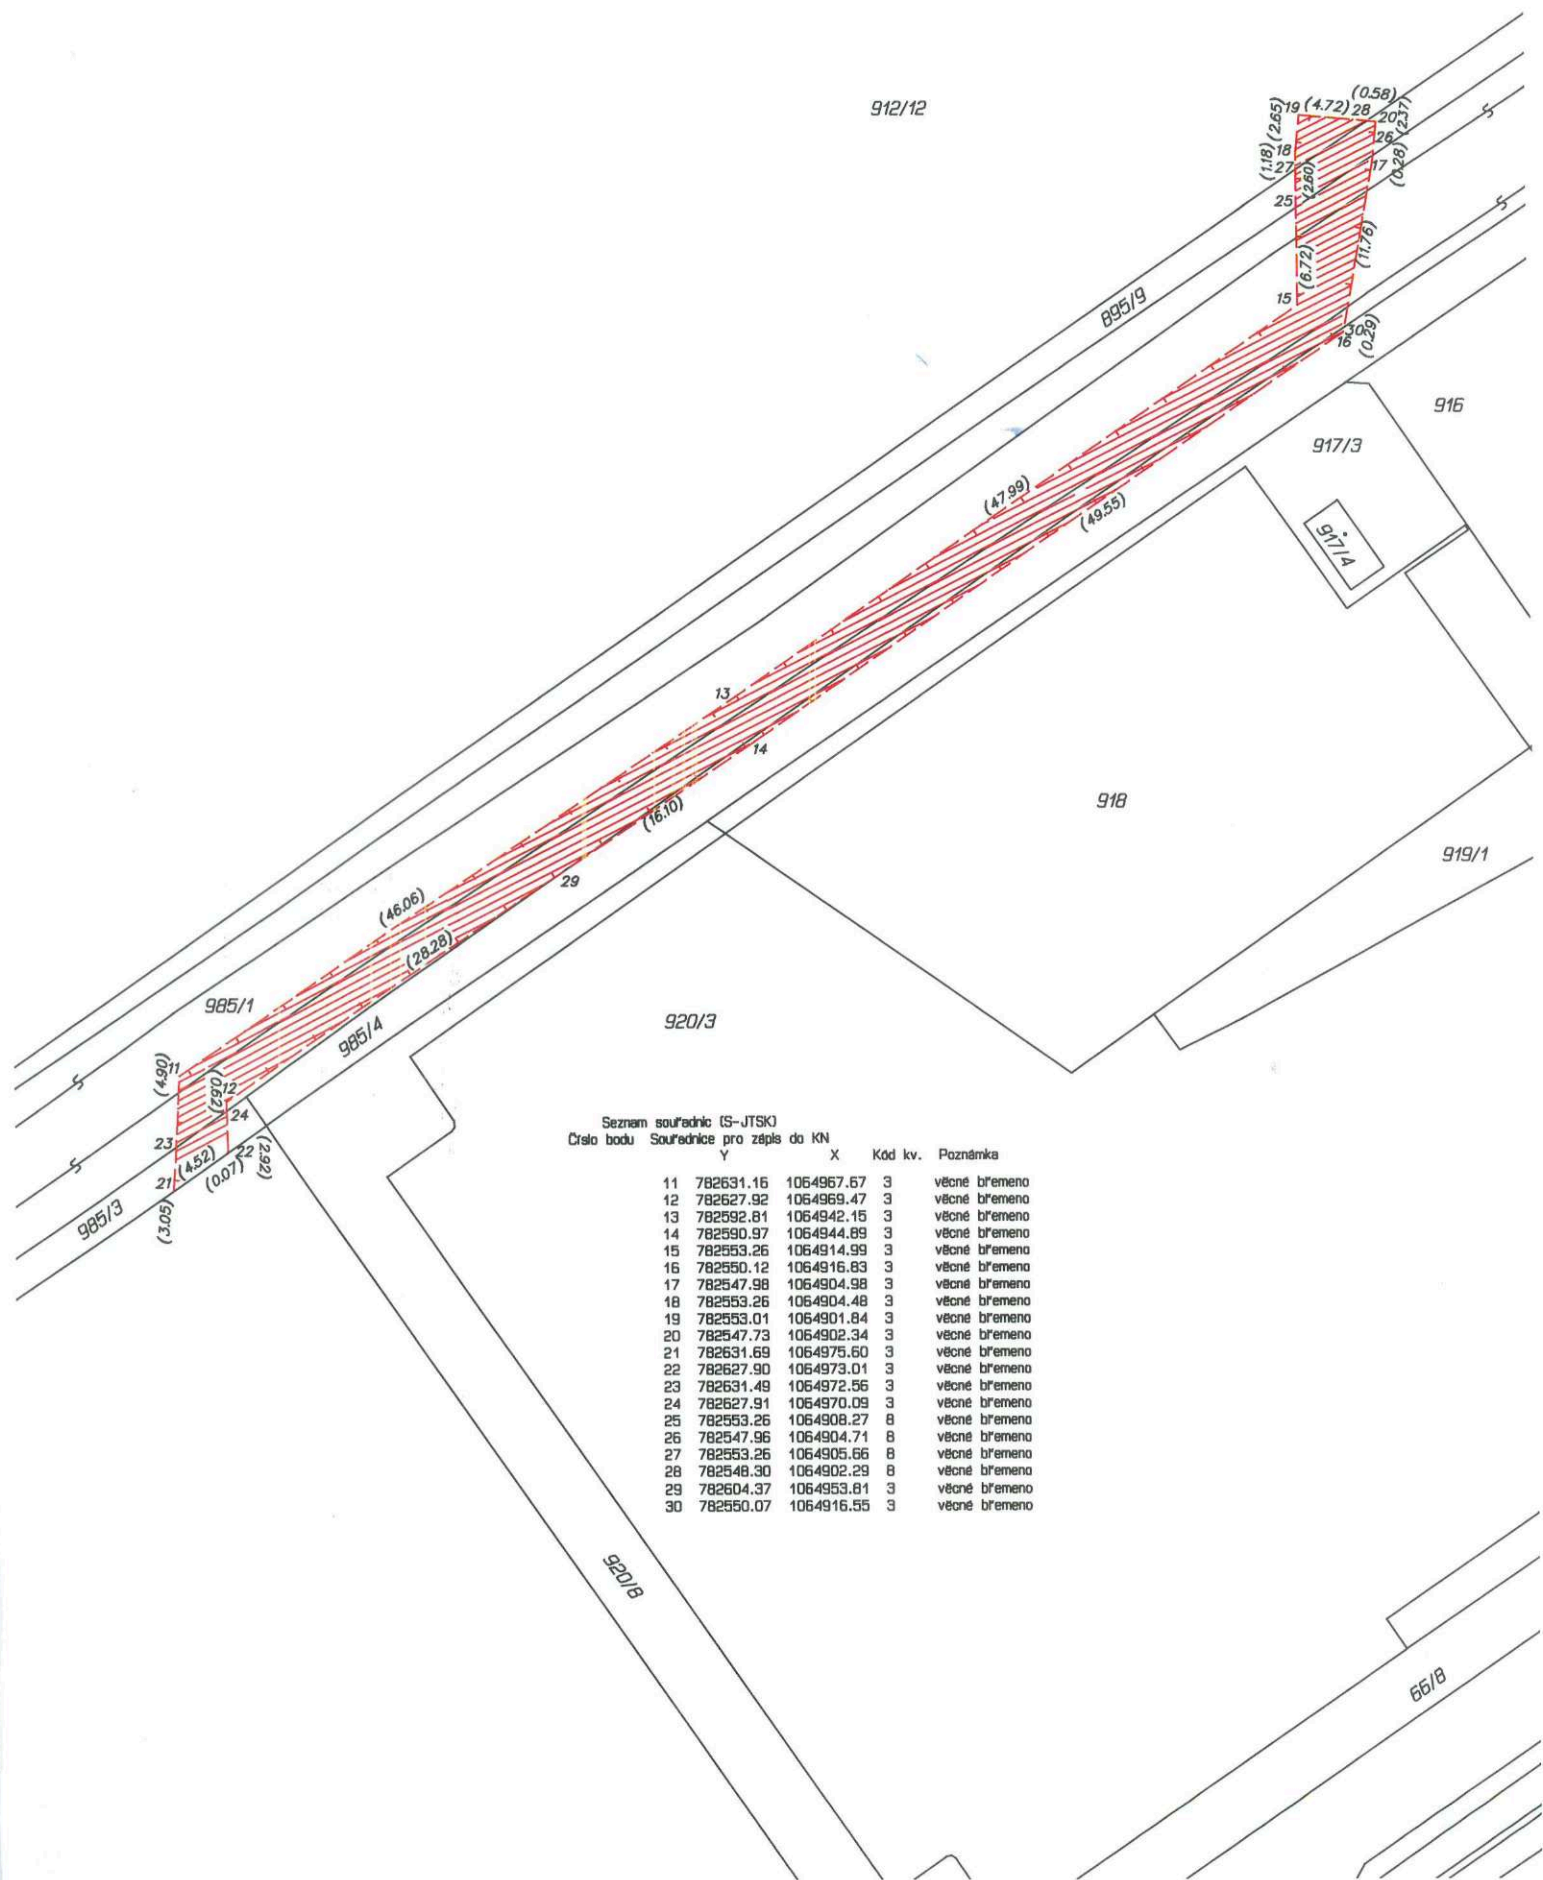 912/12
(0.58)
19 (4.72) 28
20
(2.37)
(2.65)
26
18
(1.18)
27
(2.60)
17
(0.28)
25
(11.76)
(6.72)
15
895/9
30
16
(0.29)
916
917/3
(47.99)
(49.55)
917/4
13
14
918
(16.10)
919/1
29
(46.06)
(28.28)
985/1
985/4
920/3
11
(4.90)
(0.62)
12
24
23
22
(4.52)
(2.92)
21
(0.07)
985/3
(3.05)
Seznam souřadnic (S-JTSK)
Číslo bodu Souřadnice pro zápis do KN
Y X Kód kv. Poznámka
11 782631.16 1064967.67 3 věcné břemeno
12 782627.92 1064969.47 3 věcné břemeno
13 782592.81 1064942.15 3 věcné břemeno
14 782590.97 1064944.89 3 věcné břemeno
15 782553.26 1064914.99 3 věcné břemeno
16 782550.12 1064916.83 3 věcné břemeno
17 782547.98 1064904.98 3 věcné břemeno
18 782553.26 1064904.48 3 věcné břemeno
19 782553.01 1064901.84 3 věcné břemeno
20 782547.73 1064902.34 3 věcné břemeno
21 782631.69 1064975.60 3 věcné břemeno
22 782627.90 1064973.01 3 věcné břemeno
23 782631.49 1064972.56 3 věcné břemeno
24 782627.91 1064970.09 3 věcné břemeno
25 782553.26 1064908.27 8 věcné břemeno
26 782547.96 1064904.71 8 věcné břemeno
27 782553.26 1064905.66 8 věcné břemeno
28 782548.30 1064902.29 8 věcné břemeno
29 782604.37 1064953.81 3 věcné břemeno
30 782550.07 1064916.55 3 věcné břemeno
920/8
66/8